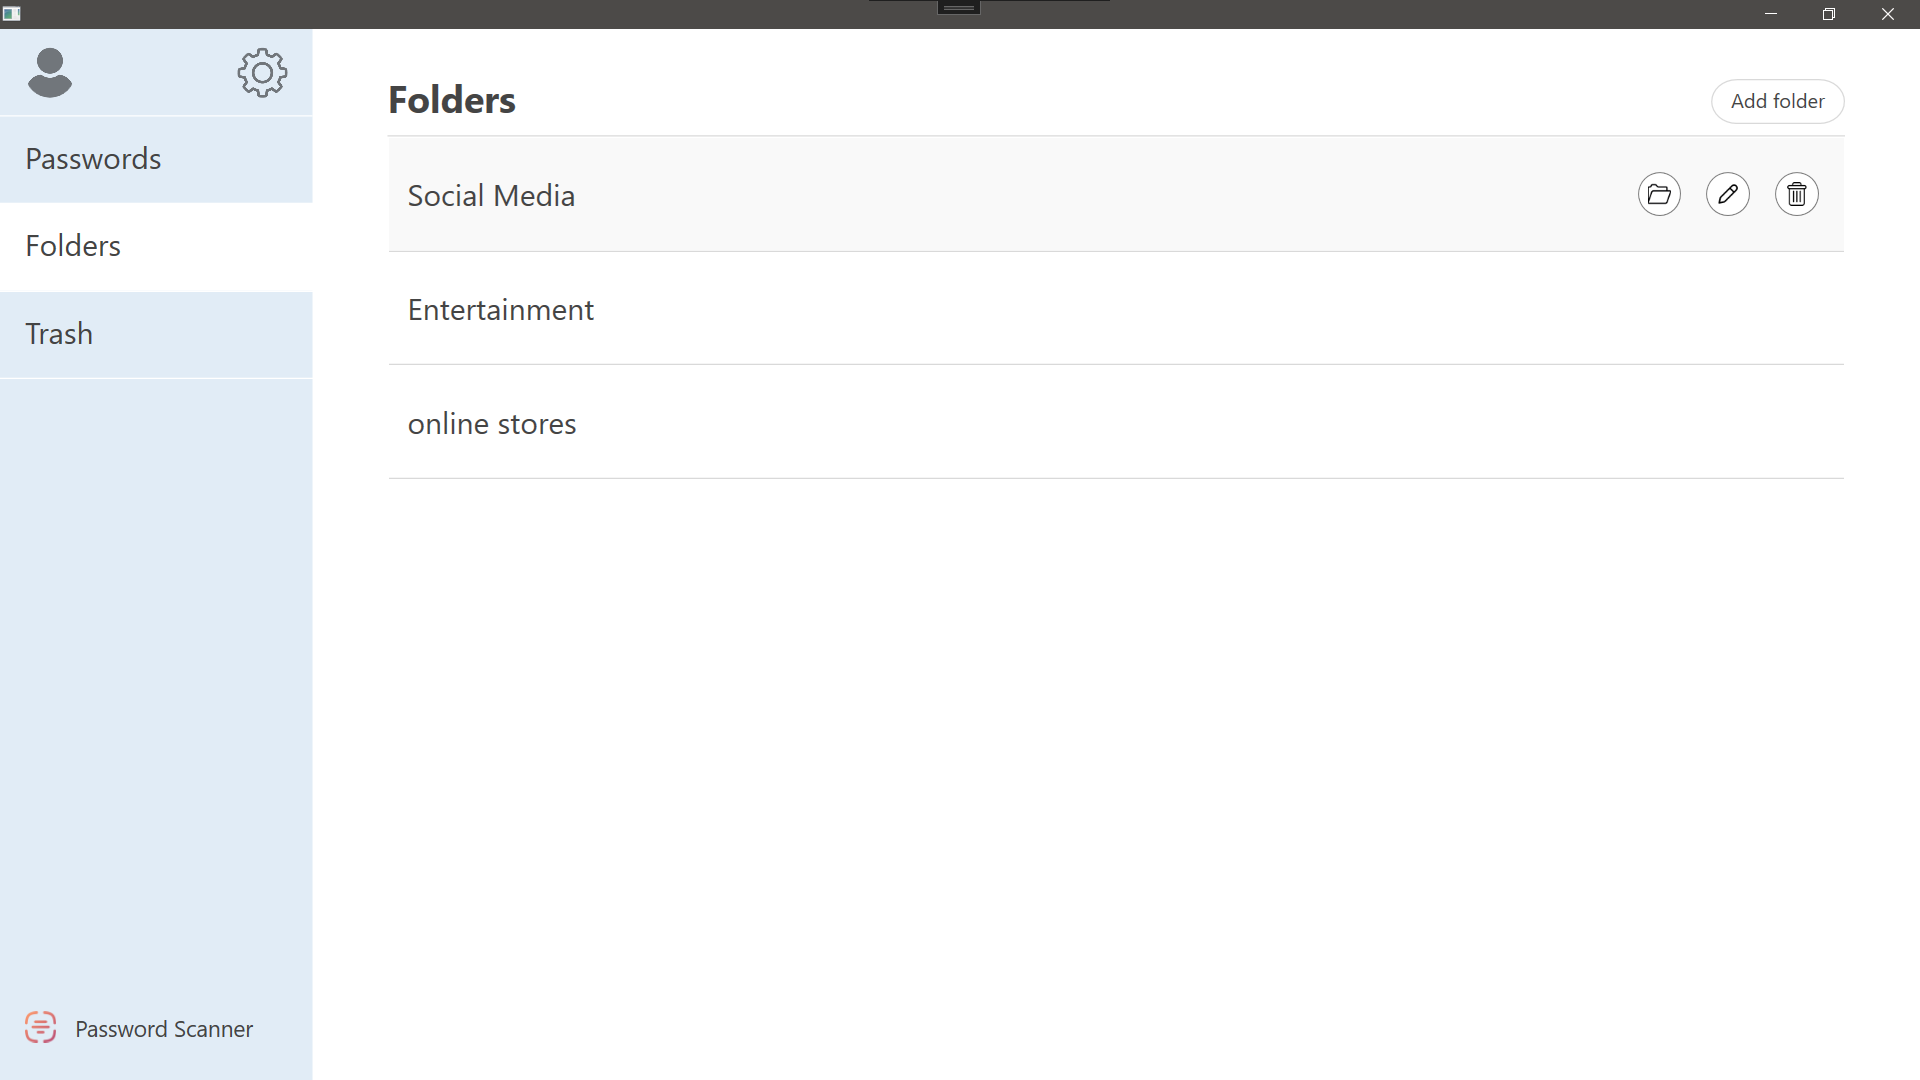 Passwords
Folders
Trash
Password Scanner
Folders
Add folder
Social Media
Entertainment
online stores